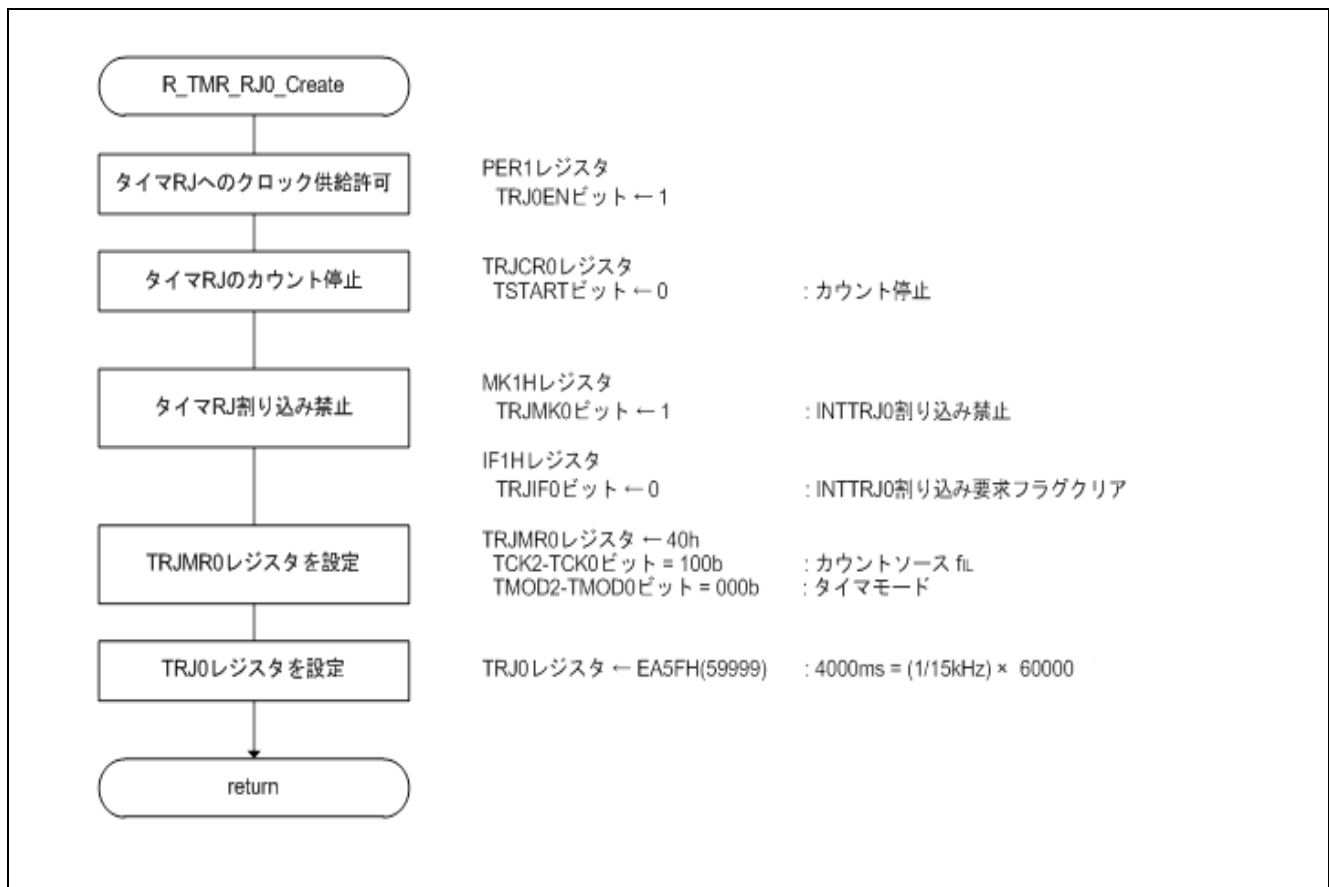 R_TMR_RJ0_Create
タイマRJへのクロック供給許可
PER1レジスタ
TRJ0ENビット ← 1
タイマRJのカウント停止
TRJCR0レジスタ
TSTARTビット ← 0 : カウント停止
タイマRJ割り込み禁止
MK1Hレジスタ
TRJMK0ビット ← 1 : INTTRJ0割り込み禁止
IF1Hレジスタ
TRJIF0ビット ← 0 : INTTRJ0割り込み要求フラグクリア
TRJMR0レジスタを設定
TRJMR0レジスタ ← 40h
TCK2-TCK0ビット = 100b : カウントソース fIL
TMOD2-TMOD0ビット = 000b : タイマモード
TRJ0レジスタを設定
TRJ0レジスタ ← EA5FH(59999) : 4000ms = (1/15kHz) × 60000
return